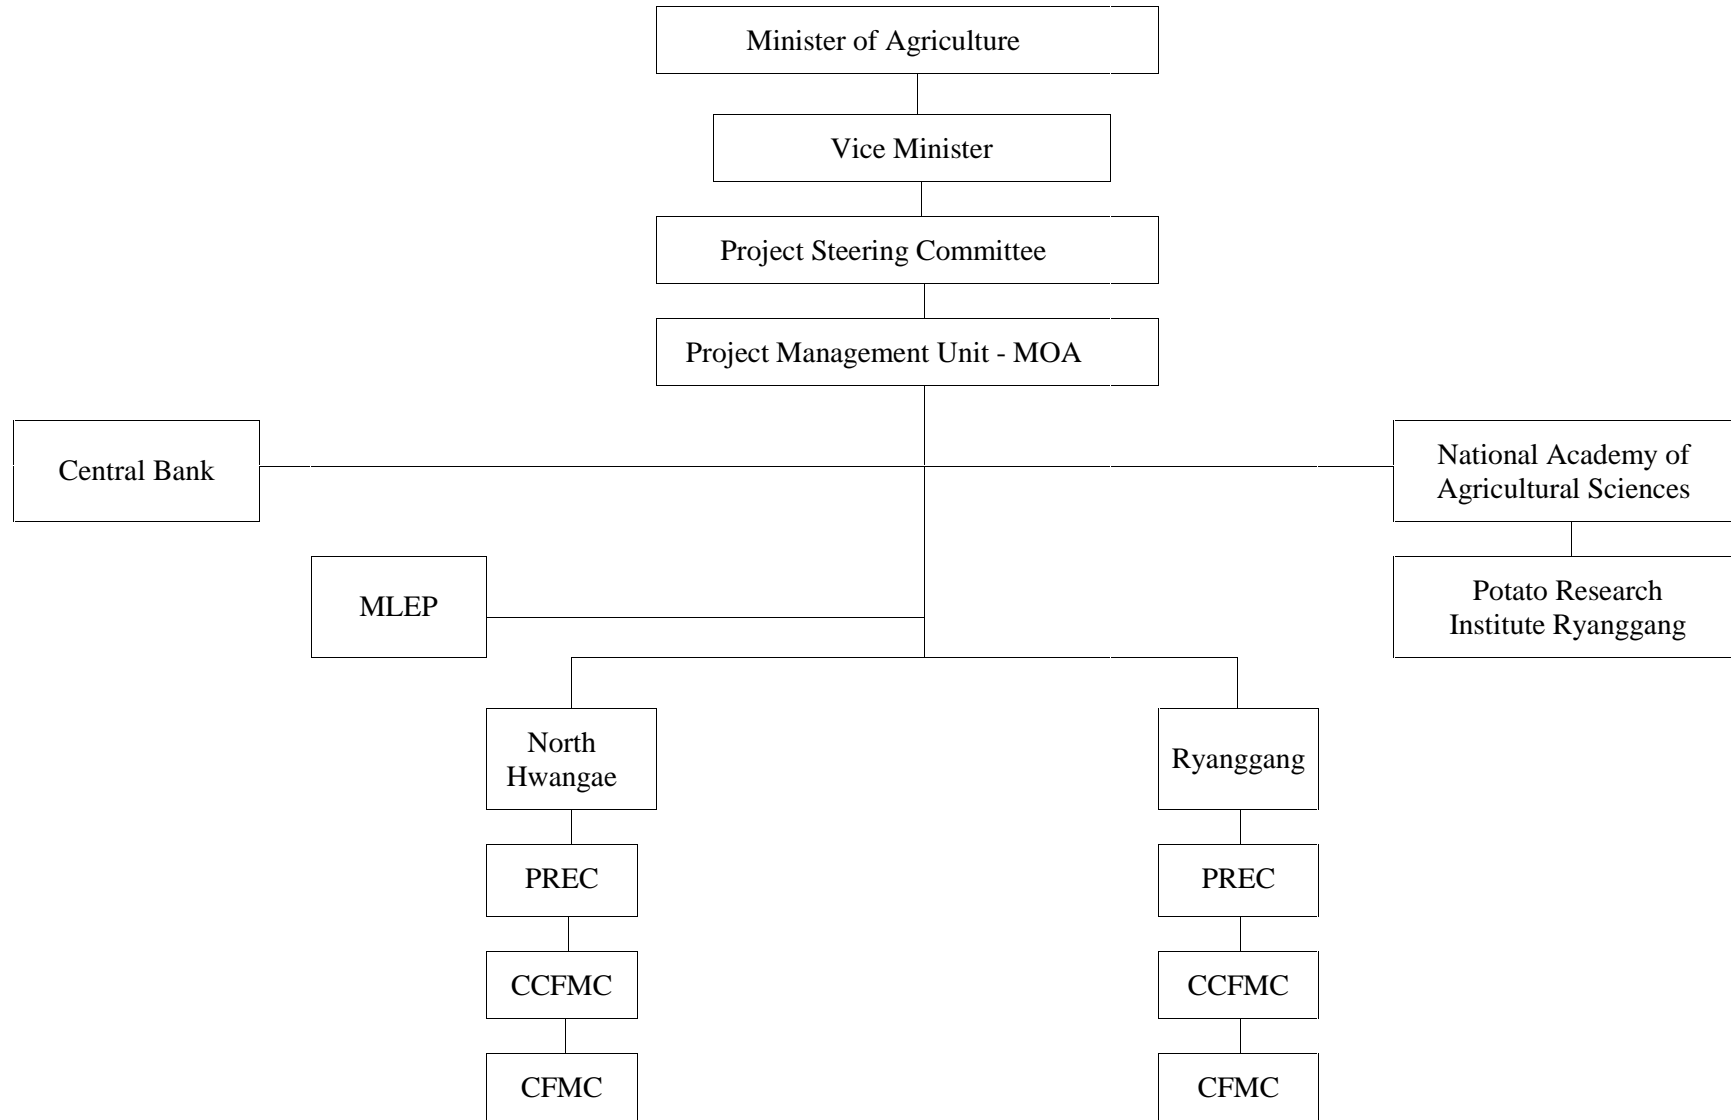 Minister of Agriculture
Vice Minister
Project Steering Committee
Project Management Unit - MOA
Central Bank
National Academy of
Agricultural Sciences
MLEP
Potato Research
Institute Ryanggang
North
Hwangae
Ryanggang
PREC
PREC
CCFMC
CCFMC
CFMC
CFMC